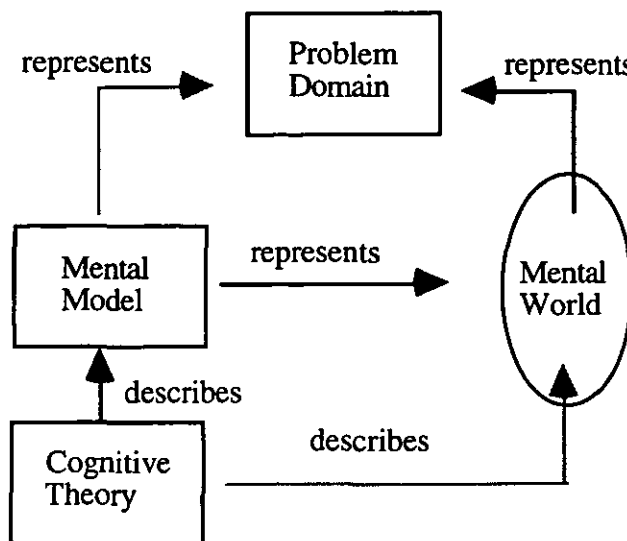 represents
Problem
Domain
represents
Mental
Model
represents
Mental
World
describes
Cognitive
Theory
describes